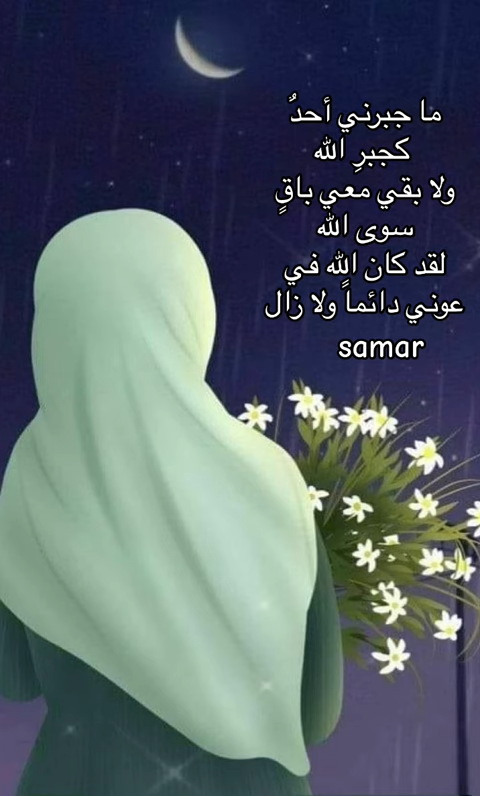 ما جبرني أحدٌ
كجبرِ الله
ولا بقي معي باقٍ
سوى الله
لقد كان الله في
عوني دائماً ولا زال
samar